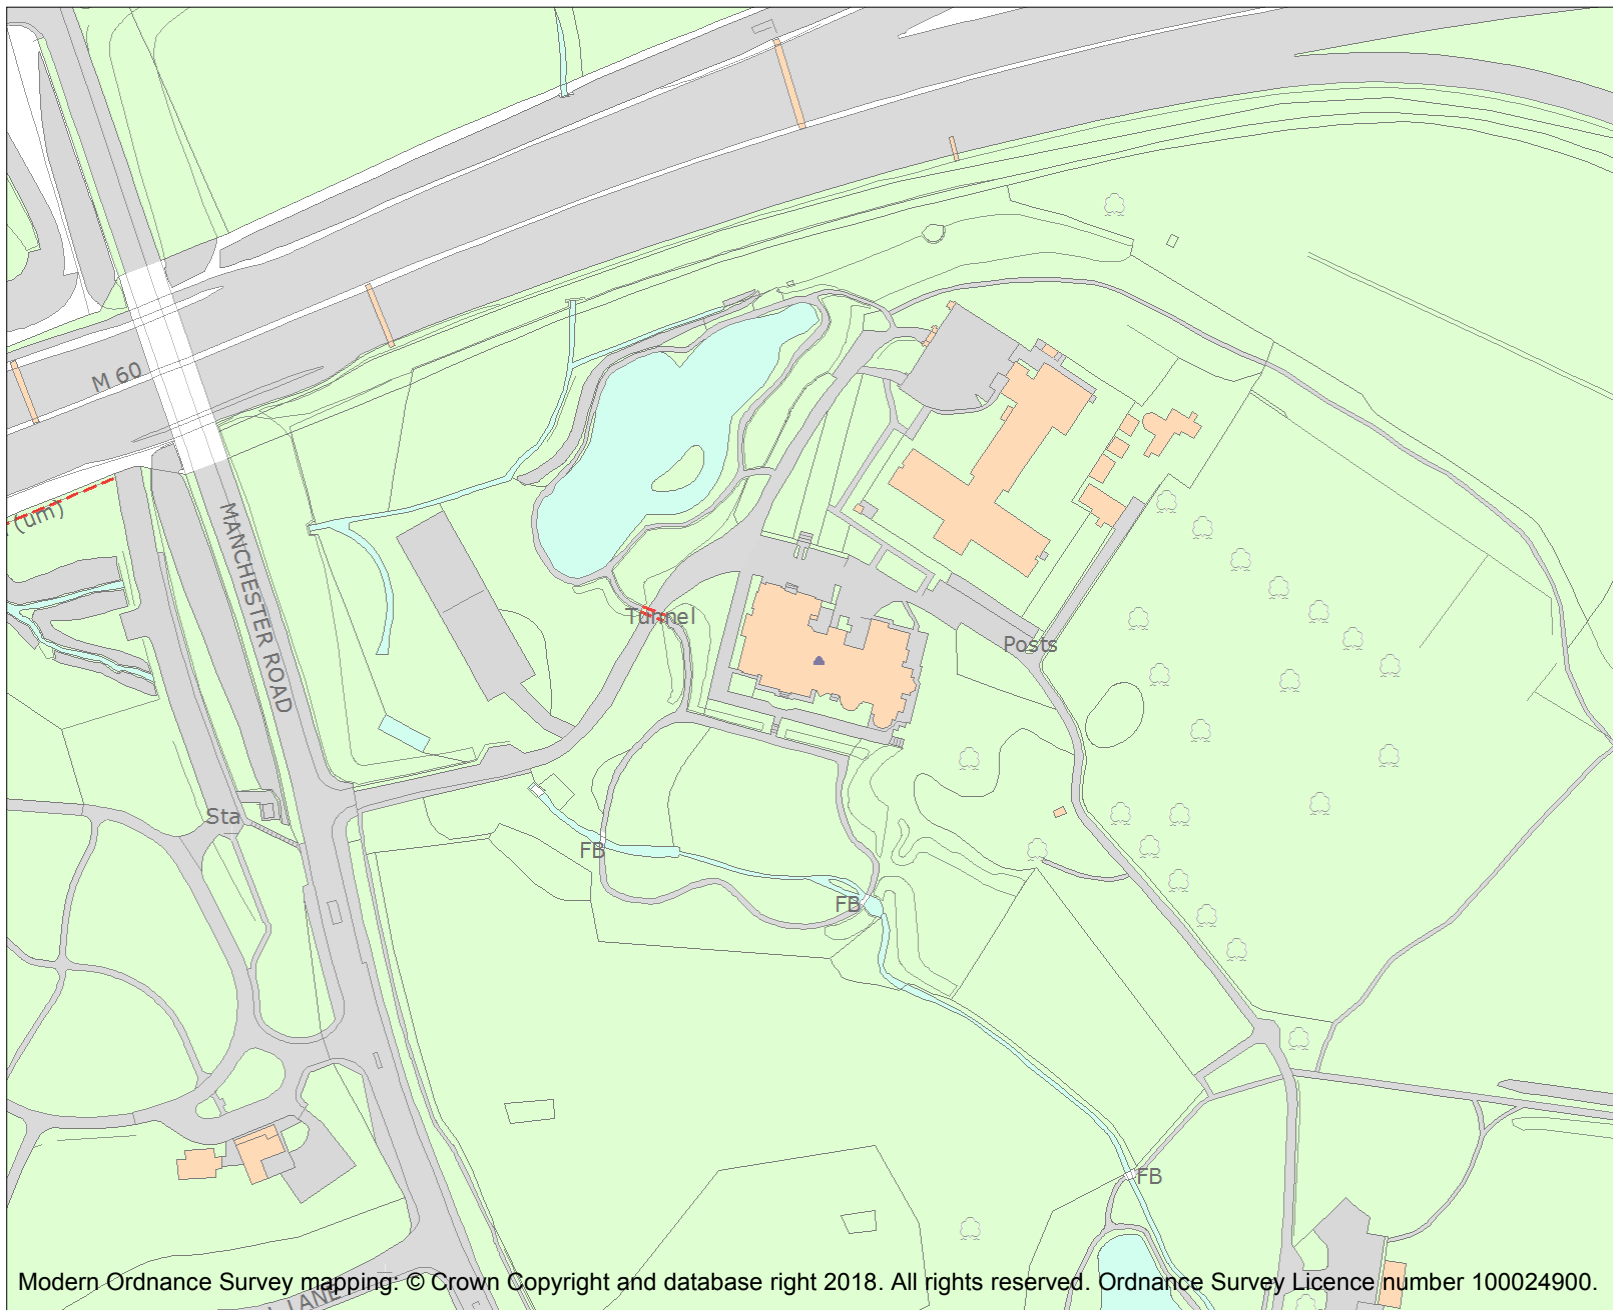 M 60
(um)
MANCHESTER ROAD
Tunnel
Posts
Sta
FB
FB
FB
LANE
Modern Ordnance Survey mapping: © Crown Copyright and database right 2018. All rights reserved. Ordnance Survey Licence number 100024900.